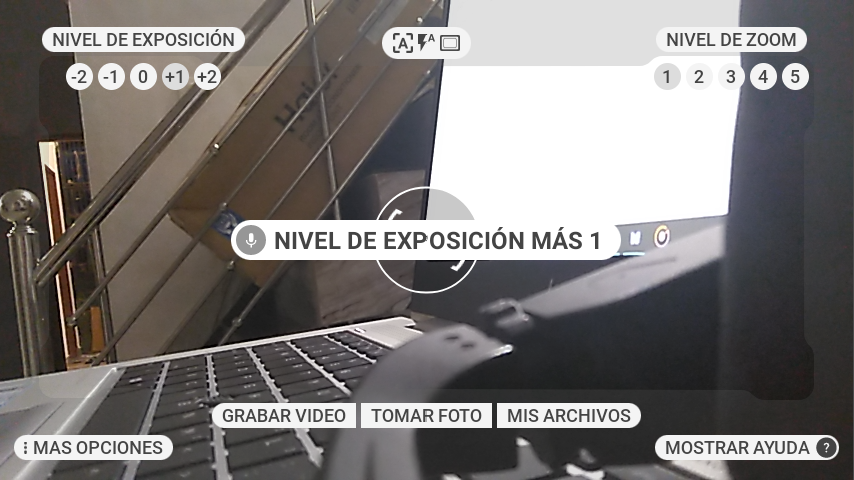 NIVEL DE EXPOSICIÓN
-2 -1 0 +1 +2
A A
NIVEL DE ZOOM
1 2 3 4 5
NIVEL DE EXPOSICIÓN MÁS 1
GRABAR VIDEO
TOMAR FOTO
MIS ARCHIVOS
MAS OPCIONES
MOSTRAR AYUDA ?